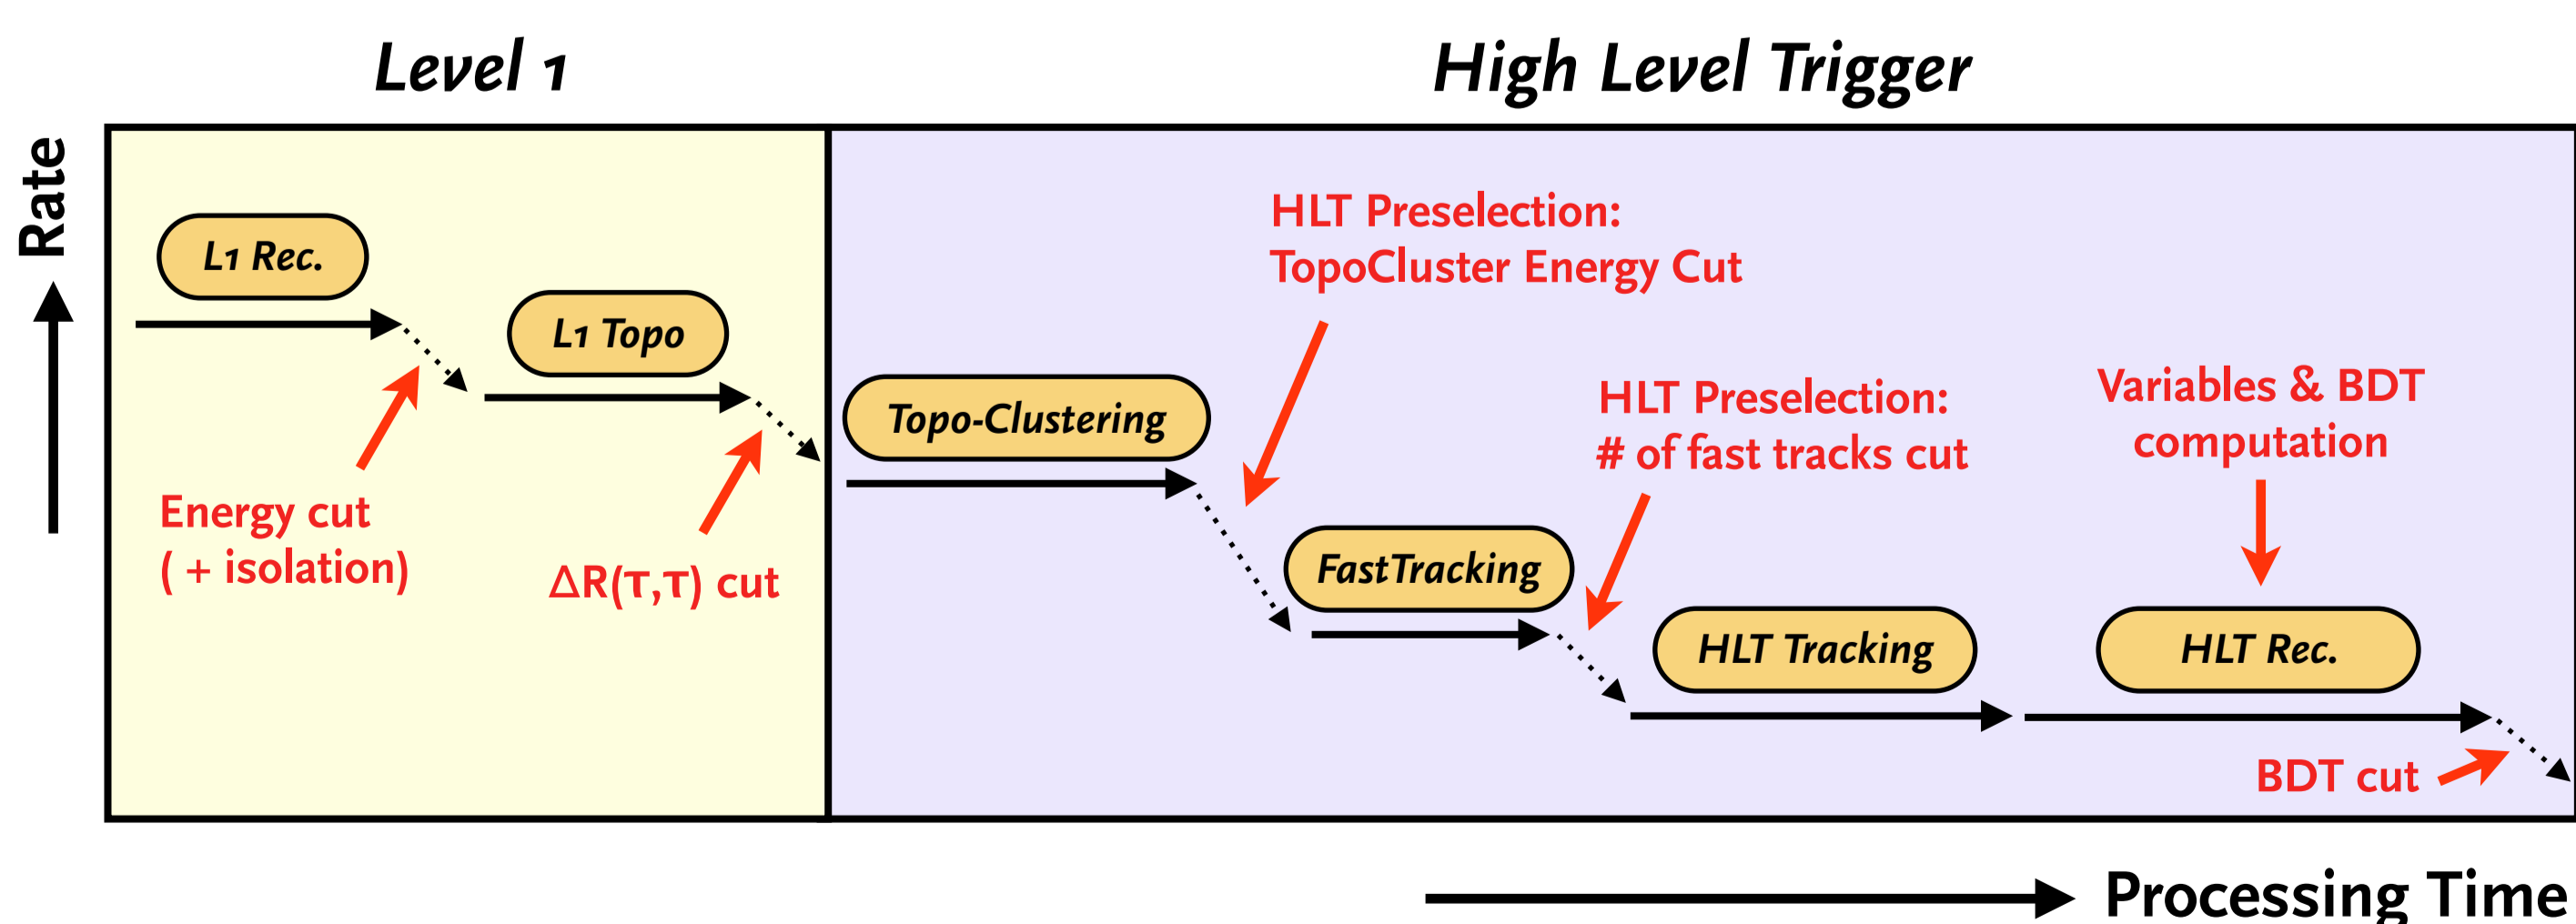 Level 1
High Level Trigger
Rate
L1 Rec.
L1 Topo
Energy cut
( + isolation)
ΔR(τ,τ) cut
HLT Preselection:
TopoCluster Energy Cut
Topo-Clustering
HLT Preselection:
# of fast tracks cut
Variables & BDT
computation
FastTracking
HLT Tracking
HLT Rec.
BDT cut
Processing Time